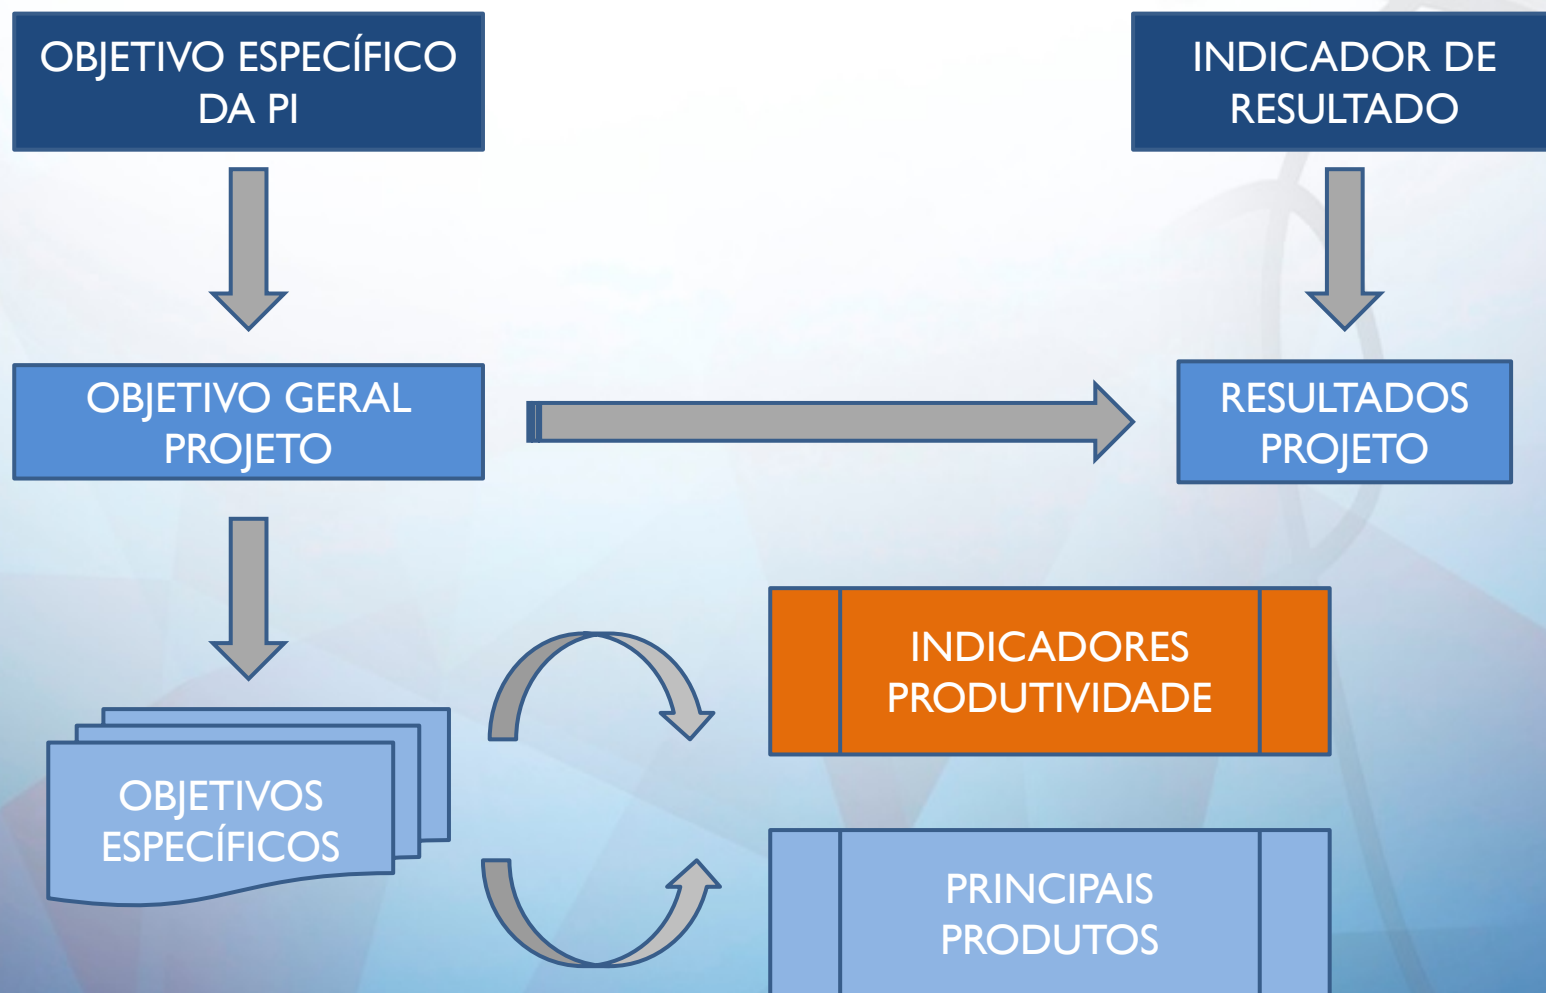 OBJETIVO ESPECÍFICO
DA PI
INDICADOR DE
RESULTADO
OBJETIVO GERAL
PROJETO
RESULTADOS
PROJETO
INDICADORES
PRODUTIVIDADE
OBJETIVOS
ESPECÍFICOS
PRINCIPAIS
PRODUTOS